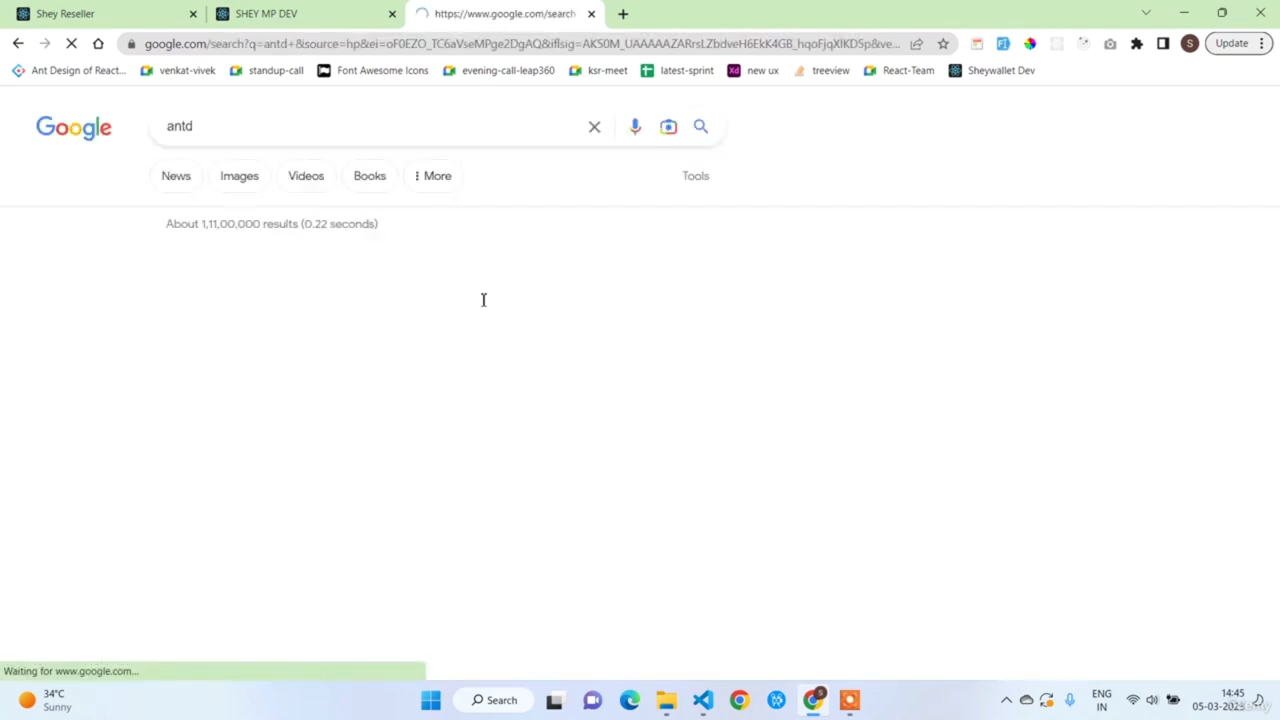 Shey Reseller
SHEY MP DEV
https://www.google.com/search
google.com/search?q=antd+&source=hp&ei=oF0EZO_TC6aVseMPge2DgAQ&iflsig=AK50M_UAAAAAZARrsLZbdveH6EkK4GB_hqoFjqXlKD5p&ve...
Update
Ant Design of React...
venkat-vivek
standup-call
Font Awesome Icons
evening-call-leap360
ksr-meet
latest-sprint
Xd
new ux
treeview
React-Team
Sheywallet Dev
Google
antd
News
Images
Videos
Books
More
Tools
About 1,11,00,000 results (0.22 seconds)
Waiting for www.google.com...
34°C
Sunny
Search
ENG
IN
14:45
05-03-2023